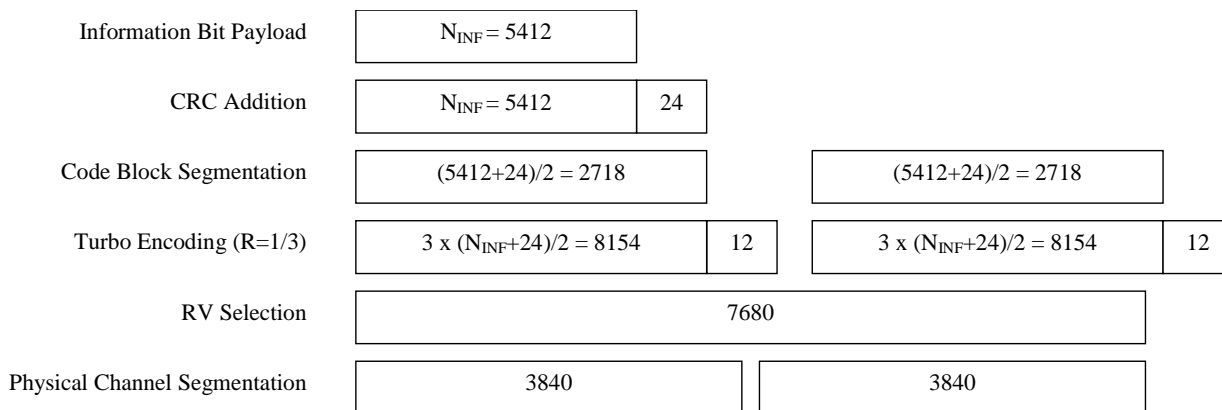 Information Bit Payload N_INF = 5412
CRC Addition N_INF = 5412 24
Code Block Segmentation (5412+24)/2 = 2718 (5412+24)/2 = 2718
Turbo Encoding (R=1/3) 3 x (N_INF+24)/2 = 8154 12 3 x (N_INF+24)/2 = 8154 12
RV Selection 7680
Physical Channel Segmentation 3840 3840